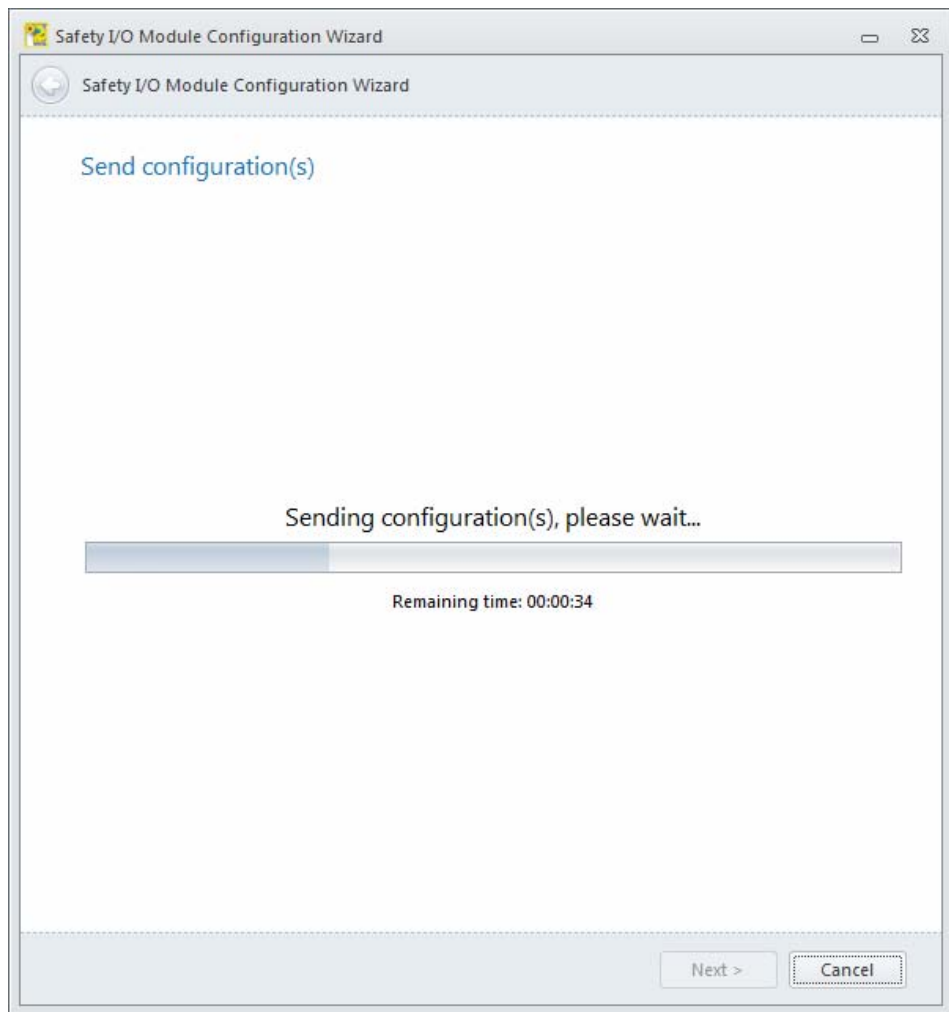 Safety I/O Module Configuration Wizard
Safety I/O Module Configuration Wizard
Send configuration(s)
Sending configuration(s), please wait...
Remaining time: 00:00:34
Next > Cancel